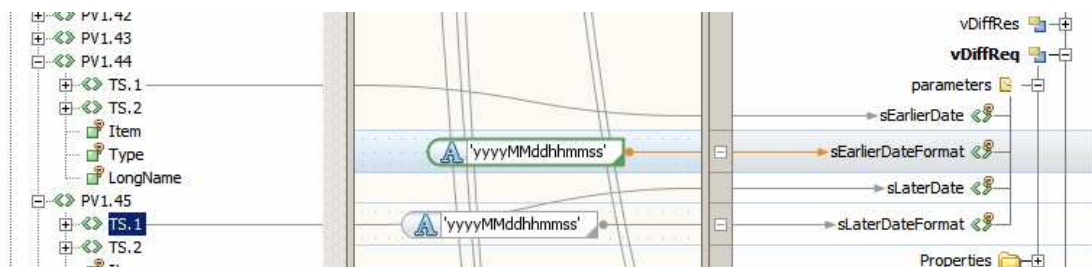 PV1.42
PV1.43
PV1.44
TS.1
TS.2
Item
Type
LongName
PV1.45
TS.1
TS.2
A 'yyyyMMddhhmmss'
A 'yyyyMMddhhmmss'
vDiffRes
vDiffReq
parameters
sEarlierDate
sEarlierDateFormat
sLaterDate
sLaterDateFormat
Properties